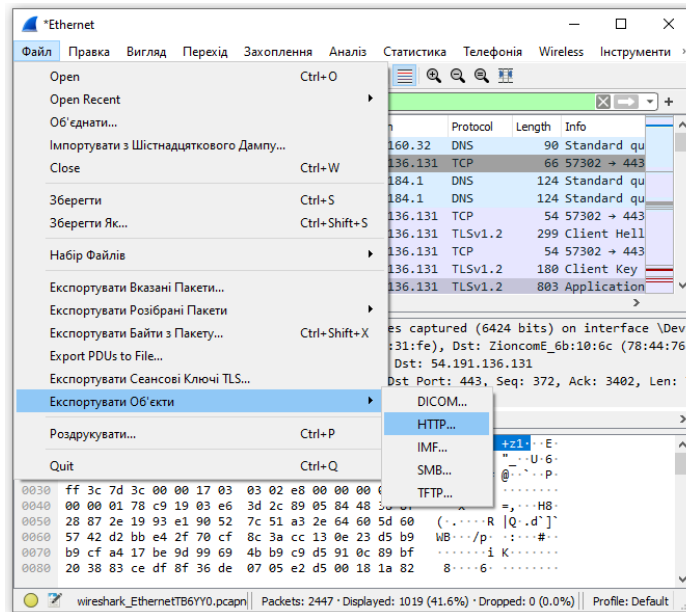 *Ethernet
Файл Правка Вигляд Перехід Захоплення Аналіз Статистика Телефонія Wireless Інструменти
Open Ctrl+O
Open Recent
Об'єднати...
Імпортувати з Шістнадцяткового Дампу...
Close Ctrl+W
Зберегти Ctrl+S
Зберегти Як... Ctrl+Shift+S
Набір Файлів
Експортувати Вказані Пакети...
Експортувати Розібрані Пакети
Експортувати Байти з Пакету... Ctrl+Shift+X
Export PDUs to File...
Експортувати Сеансові Ключі TLS...
Експортувати Об'єкти
Роздрукувати...  Ctrl+P
Quit Ctrl+Q
DICOM...
HTTP...
IMF...
SMB...
TFTP...
Protocol Length Info
160.32 DNS 90 Standard qu
136.131 TCP 66 57302 → 443
184.1 DNS 124 Standard qu
184.1 DNS 124 Standard qu
136.131 TCP 54 57302 → 443
136.131 TLSv1.2 299 Client Hell
136.131 TCP 54 57302 → 443
136.131 TLSv1.2 180 Client Key
136.131 TLSv1.2 803 Application
es captured (6424 bits) on interface \Dev
:31:fe), Dst: ZioncomE_6b:10:6c (78:44:76
Dst: 54.191.136.131
Dst Port: 443, Seq: 372, Ack: 3402, Len:
+z1···E·
"_··U·6·
@··`··P·
0030 ff 3c 7d 3c 00 00 17 03 03 02 e8 00 00 00
0040 00 00 01 78 c9 19 03 e6 3d 2c 89 05 84 48 =,···H8·
0050 28 87 2e 19 93 e1 90 52 7c 51 a3 2e 64 60 5d 60 (·.····R |Q·.d`]`
0060 57 42 d2 bb e4 2f 70 cf 8c 3a cc 13 0e 23 d5 b9 WB···/p· ·:···#··
0070 b9 cf a4 17 be 9d 99 69 4b b9 c9 d5 91 0c 89 bf ·······i K·······
0080 20 38 83 ce df 8f 36 de 07 05 e2 d5 00 18 1a 82 8····6· ········
wireshark_EthernetTB6YY0.pcapn Packets: 2447 · Displayed: 1019 (41.6%) · Dropped: 0 (0.0%) Profile: Default